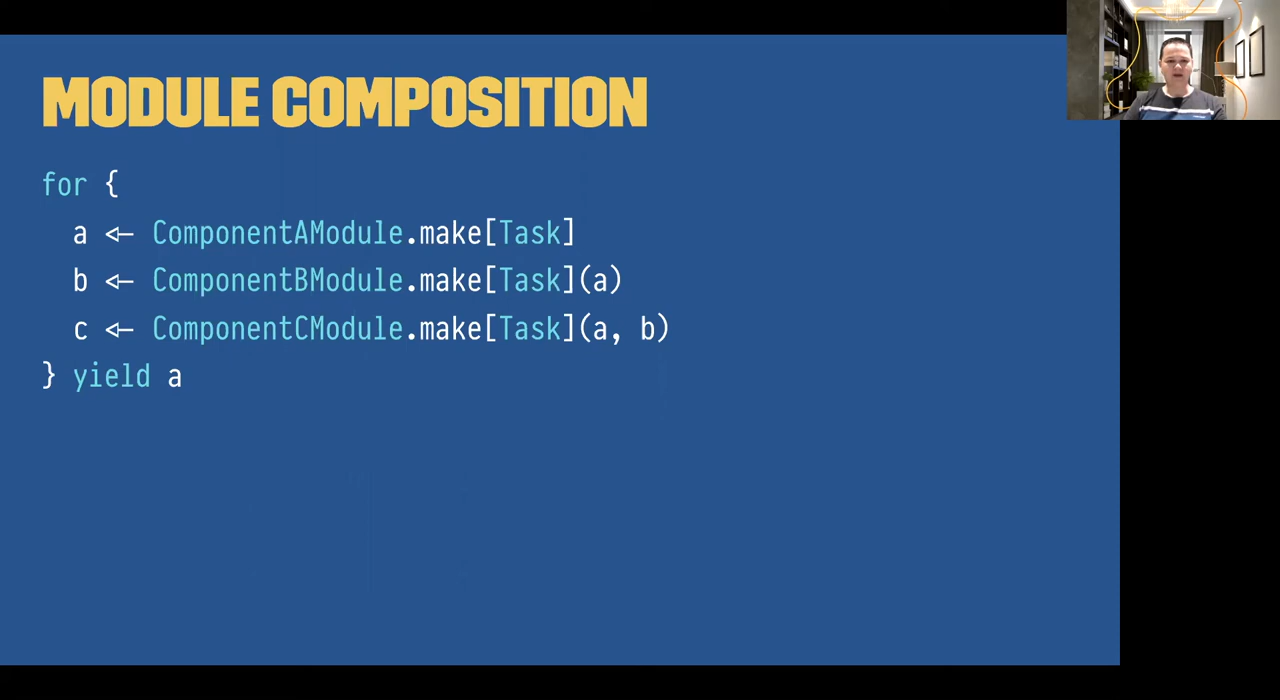 MODULE COMPOSITION
for {
  a <- ComponentAModule.make[Task]
  b <- ComponentBModule.make[Task](a)
  c <- ComponentCModule.make[Task](a, b)
} yield a